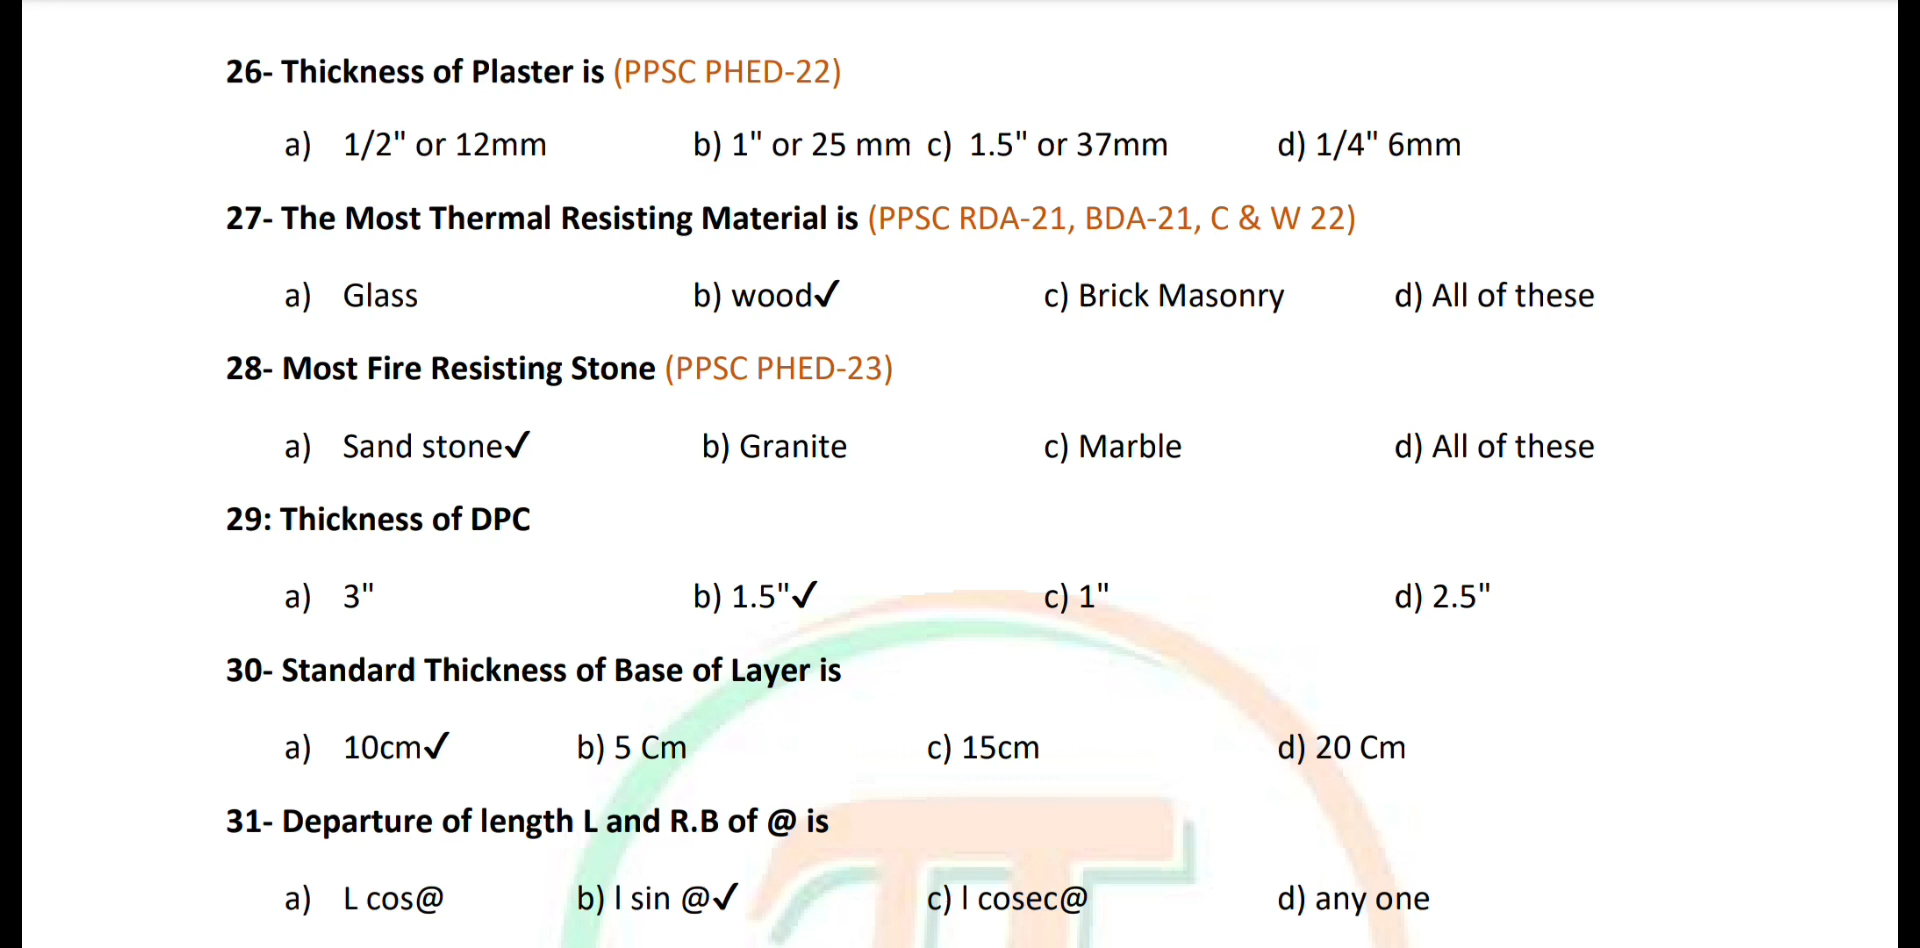 26- Thickness of Plaster is (PPSC PHED-22)
a) 1/2" or 12mm b) 1" or 25 mm c) 1.5" or 37mm d) 1/4" 6mm
27- The Most Thermal Resisting Material is (PPSC RDA-21, BDA-21, C & W 22)
a) Glass b) wood✓ c) Brick Masonry d) All of these
28- Most Fire Resisting Stone (PPSC PHED-23)
a) Sand stone✓ b) Granite c) Marble d) All of these
29: Thickness of DPC
a) 3" b) 1.5"✓ c) 1" d) 2.5"
30- Standard Thickness of Base of Layer is
a) 10cm✓ b) 5 Cm c) 15cm d) 20 Cm
31- Departure of length L and R.B of @ is
a) L cos@ b) l sin @✓ c) l cosec@ d) any one